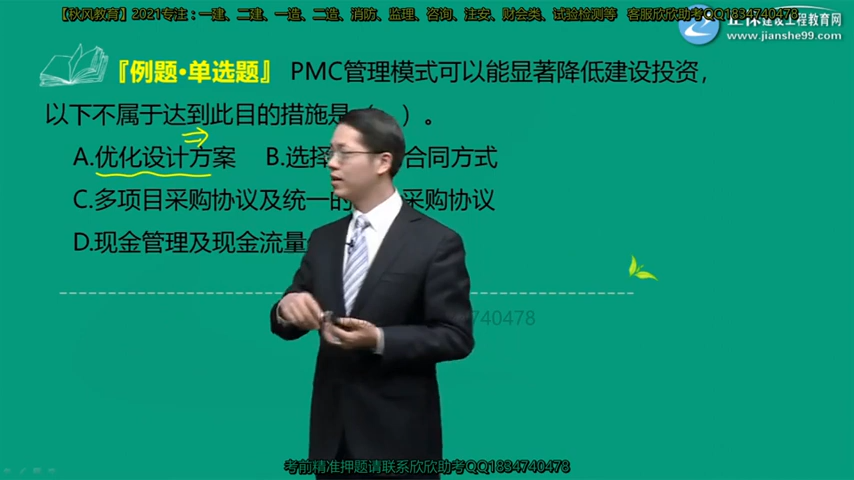 【秋风教育】2021专注：一建、二建、一造、二造、消防、监理、咨询、注安、财会类、试验检测等 客服欣欣助考QQ1834740478
建设工程教育网
www.jianshe99.com
『例题·单选题』 PMC管理模式可以能显著降低建设投资，
以下不属于达到此目的措施是（ ）。
A.优化设计方案 B.选择 合同方式
C.多项目采购协议及统一的 采购协议
D.现金管理及现金流量
740478
考前精准押题请联系欣欣助考QQ1834740478